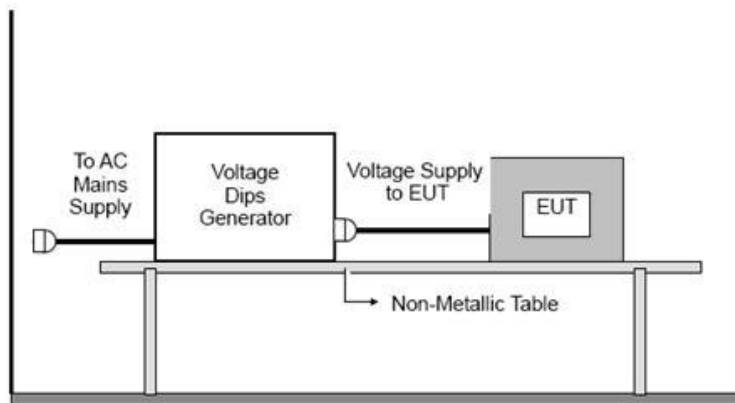 To AC
Mains
Supply
Voltage
Dips
Generator
Voltage Supply
to EUT
EUT
Non-Metallic Table